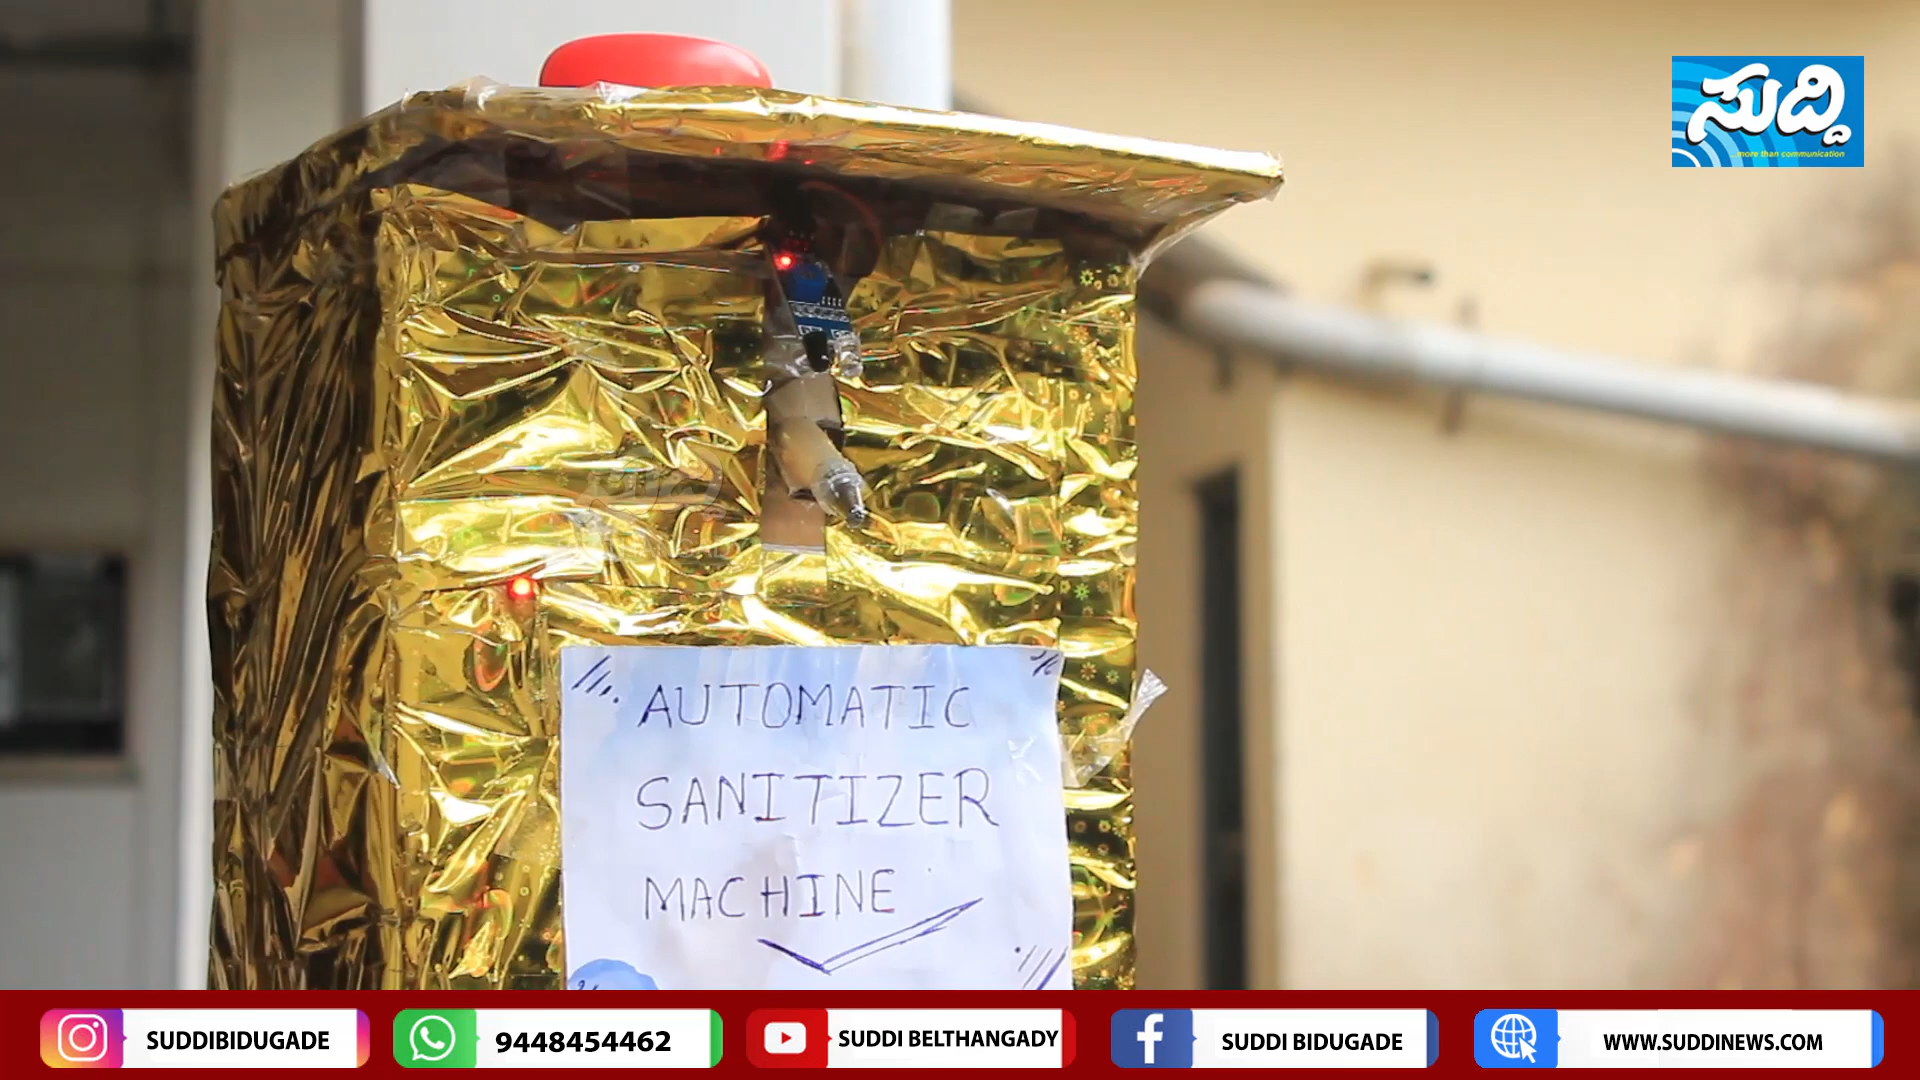 ಸುದ್ದಿ
more than communication
AUTOMATIC
SANITIZER
MACHINE
SUDDIBIDUGADE
9448454462
SUDDI BELTHANGADY
SUDDI BIDUGADE
WWW.SUDDINEWS.COM